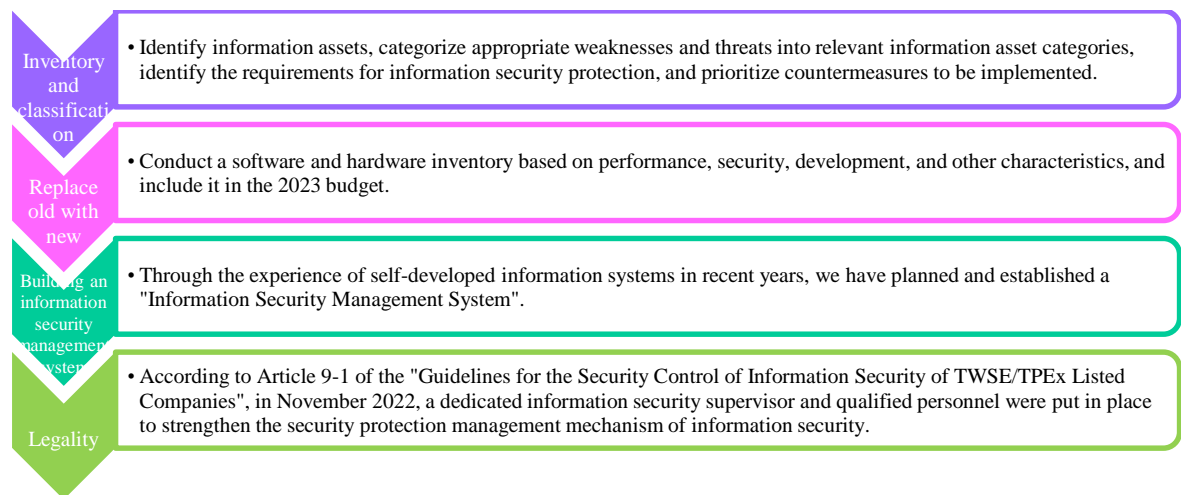 Inventory
and
classificati
on
• Identify information assets, categorize appropriate weaknesses and threats into relevant information asset categories,
identify the requirements for information security protection, and prioritize countermeasures to be implemented.
Replace
old with
new
• Conduct a software and hardware inventory based on performance, security, development, and other characteristics, and
include it in the 2023 budget.
Building an
information
security
management
system
• Through the experience of self-developed information systems in recent years, we have planned and established a
"Information Security Management System".
Legality
• According to Article 9-1 of the "Guidelines for the Security Control of Information Security of TWSE/TPEx Listed
Companies", in November 2022, a dedicated information security supervisor and qualified personnel were put in place
to strengthen the security protection management mechanism of information security.